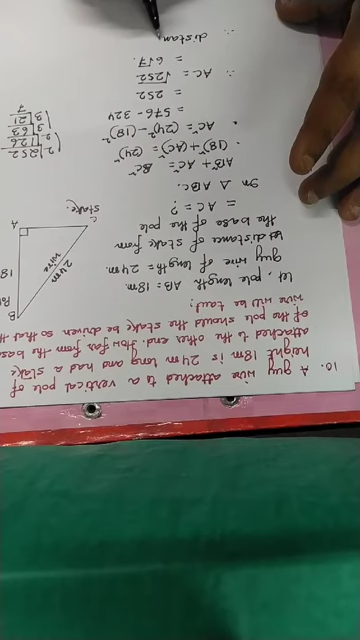 10. A guy wire attached to a vertical pole of
height 18m is 24m long and has a stake
attached to the other end. How far from the base
of the pole should the stake be driven so that the
wire will be taut?
let, pole length AB = 18m
guy wire of length = 24m.
let distance of stake from
the base of the pole
= AC = ?
In △ ABC.
AB² + AC² = BC²
(18)² + (AC)² = (24)²
AC² = (24)² - (18)²
= 576 - 324
= 252
∴ AC = √252
= 6√7
∴ distan
B
18
24m
wire
A
C
stake.
2 252
2 126
3 63
3 21
7